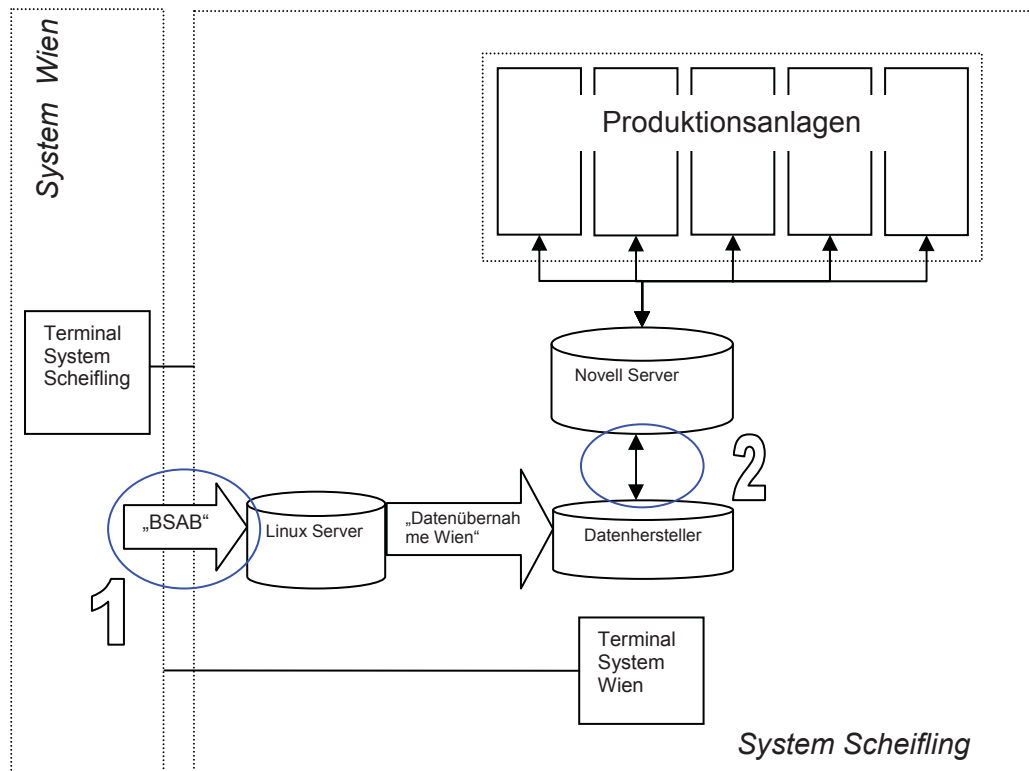 System Wien
Produktionsanlagen
Terminal
System
Scheifling
Novell Server
2
„BSAB“
Linux Server
„Datenübernah
me Wien“
Datenhersteller
1
Terminal
System
Wien
System Scheifling